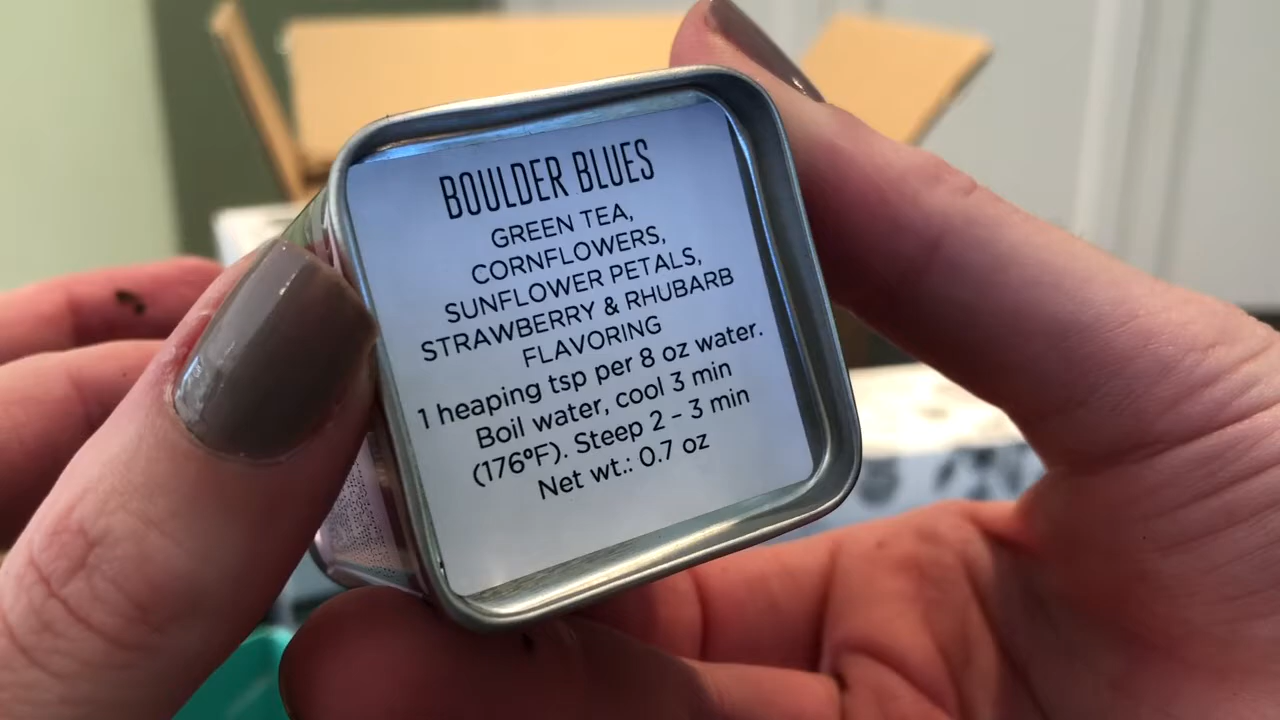 BOULDER BLUES
GREEN TEA,
CORNFLOWERS,
SUNFLOWER PETALS,
STRAWBERRY & RHUBARB
FLAVORING
1 heaping tsp per 8 oz water.
Boil water, cool 3 min
(176ºF). Steep 2 - 3 min
Net wt.: 0.7 oz